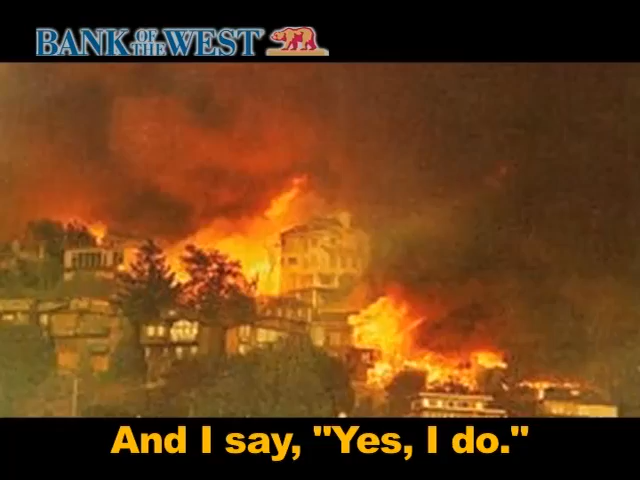 BANK OF THE WEST
And I say, "Yes, I do."